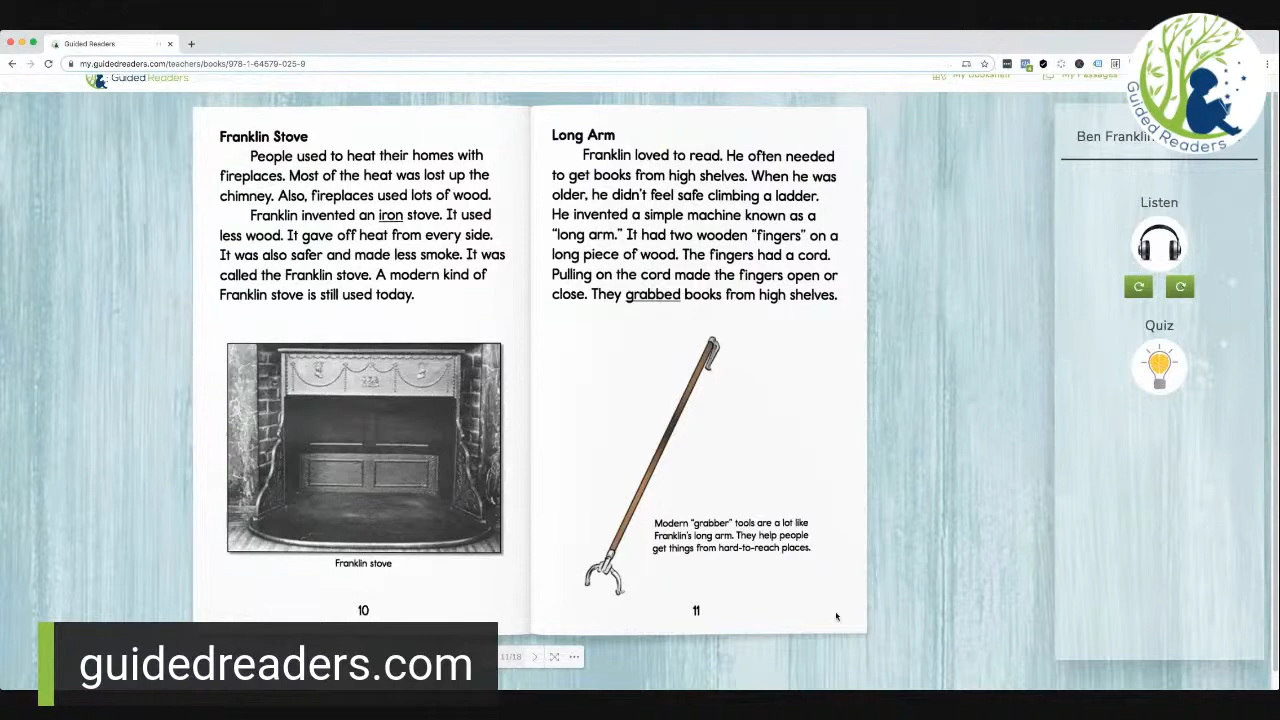 Guided Readers
my.guidedreaders.com/teachers/books/978-1-64579-025-9
Guided Readers
My Bookshelf
My Passages
Guided Readers
Franklin Stove
People used to heat their homes with
fireplaces. Most of the heat was lost up the
chimney. Also, fireplaces used lots of wood.
Franklin invented an iron stove. It used
less wood. It gave off heat from every side.
It was also safer and made less smoke. It was
called the Franklin stove. A modern kind of
Franklin stove is still used today.
Franklin stove
10
Long Arm
Franklin loved to read. He often needed
to get books from high shelves. When he was
older, he didn't feel safe climbing a ladder.
He invented a simple machine known as a
“long arm.” It had two wooden “fingers” on a
long piece of wood. The fingers had a cord.
Pulling on the cord made the fingers open or
close. They grabbed books from high shelves.
Modern “grabber” tools are a lot like
Franklin's long arm. They help people
get things from hard-to-reach places.
11
Ben Franklin
Listen
Quiz
11/18
guidedreaders.com